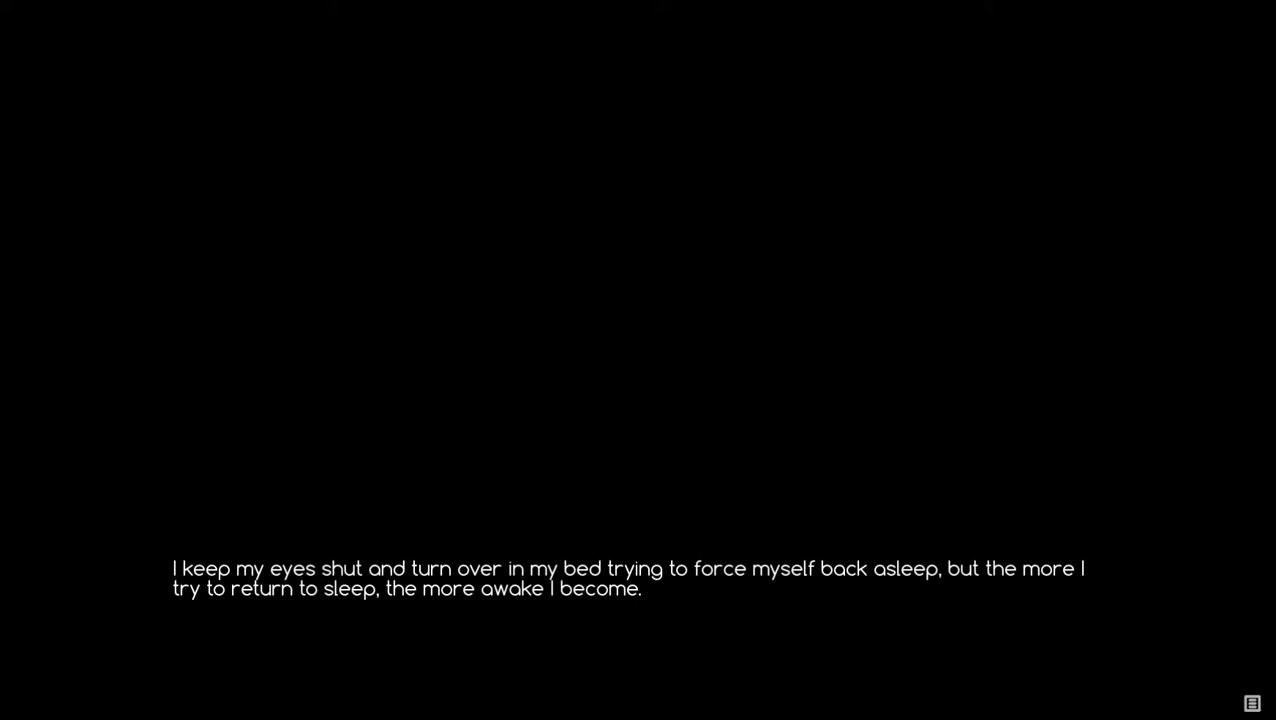 I keep my eyes shut and turn over in my bed trying to force myself back asleep, but the more I
try to return to sleep, the more awake I become.